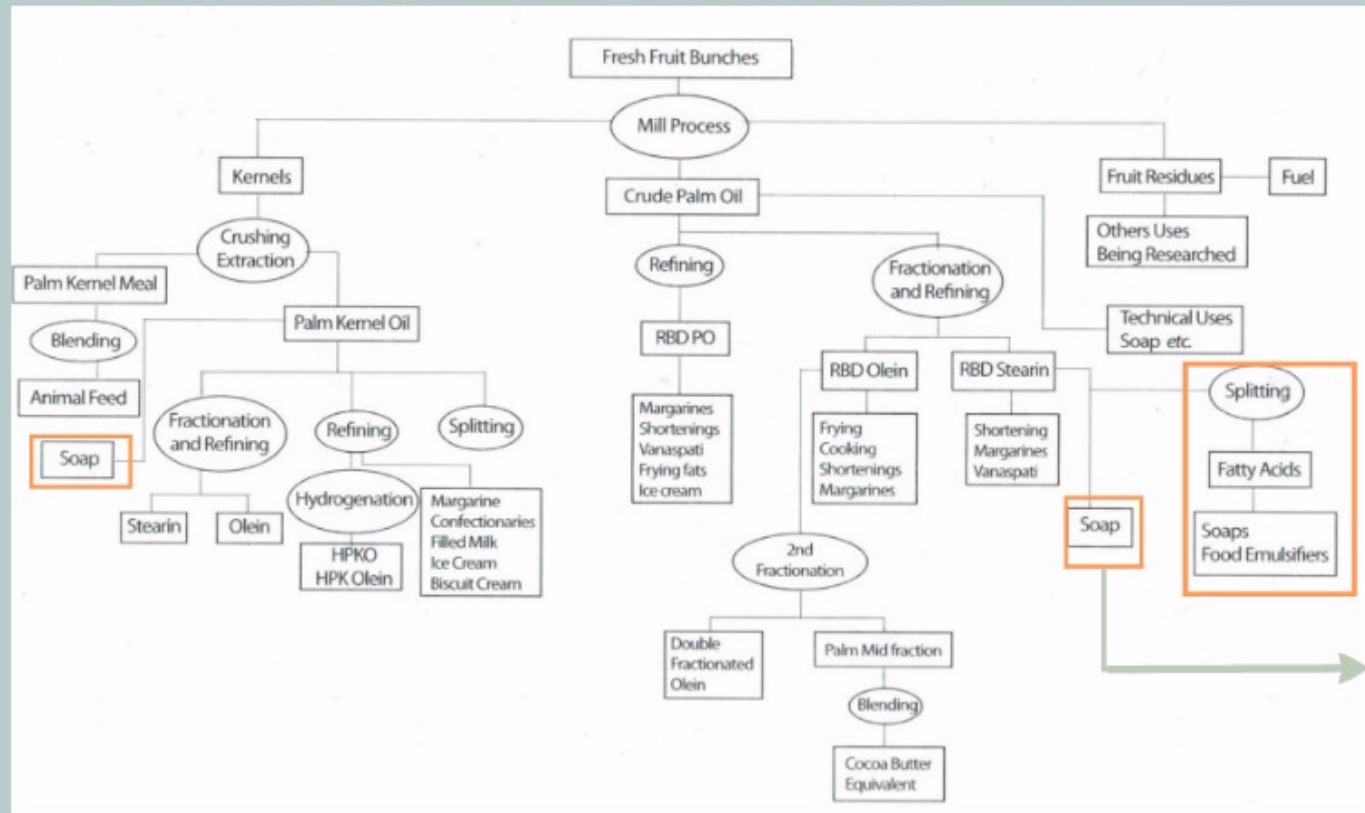 Fresh Fruit Bunches
Mill Process
Kernels
Crude Palm Oil
Fruit Residues
Fuel
Others Uses
Being Researched
Crushing
Extraction
Palm Kernel Meal
Blending
Animal Feed
Palm Kernel Oil
Soap
Fractionation
and Refining
Stearin
Olein
Refining
Hydrogenation
HPKO
HPK Olein
Margarine
Confectionaries
Filled Milk
Ice Cream
Biscuit Cream
Splitting
Refining
RBD PO
Margarines
Shortenings
Vanaspati
Frying fats
Ice cream
Fractionation
and Refining
RBD Olein
Frying
Cooking
Shortenings
Margarines
RBD Stearin
Shortening
Margarines
Vanaspati
2nd
Fractionation
Double
Fractionated
Olein
Palm Mid fraction
Blending
Cocoa Butter
Equivalent
Technical Uses
Soap etc.
Soap
Splitting
Fatty Acids
Soaps
Food Emulsifiers